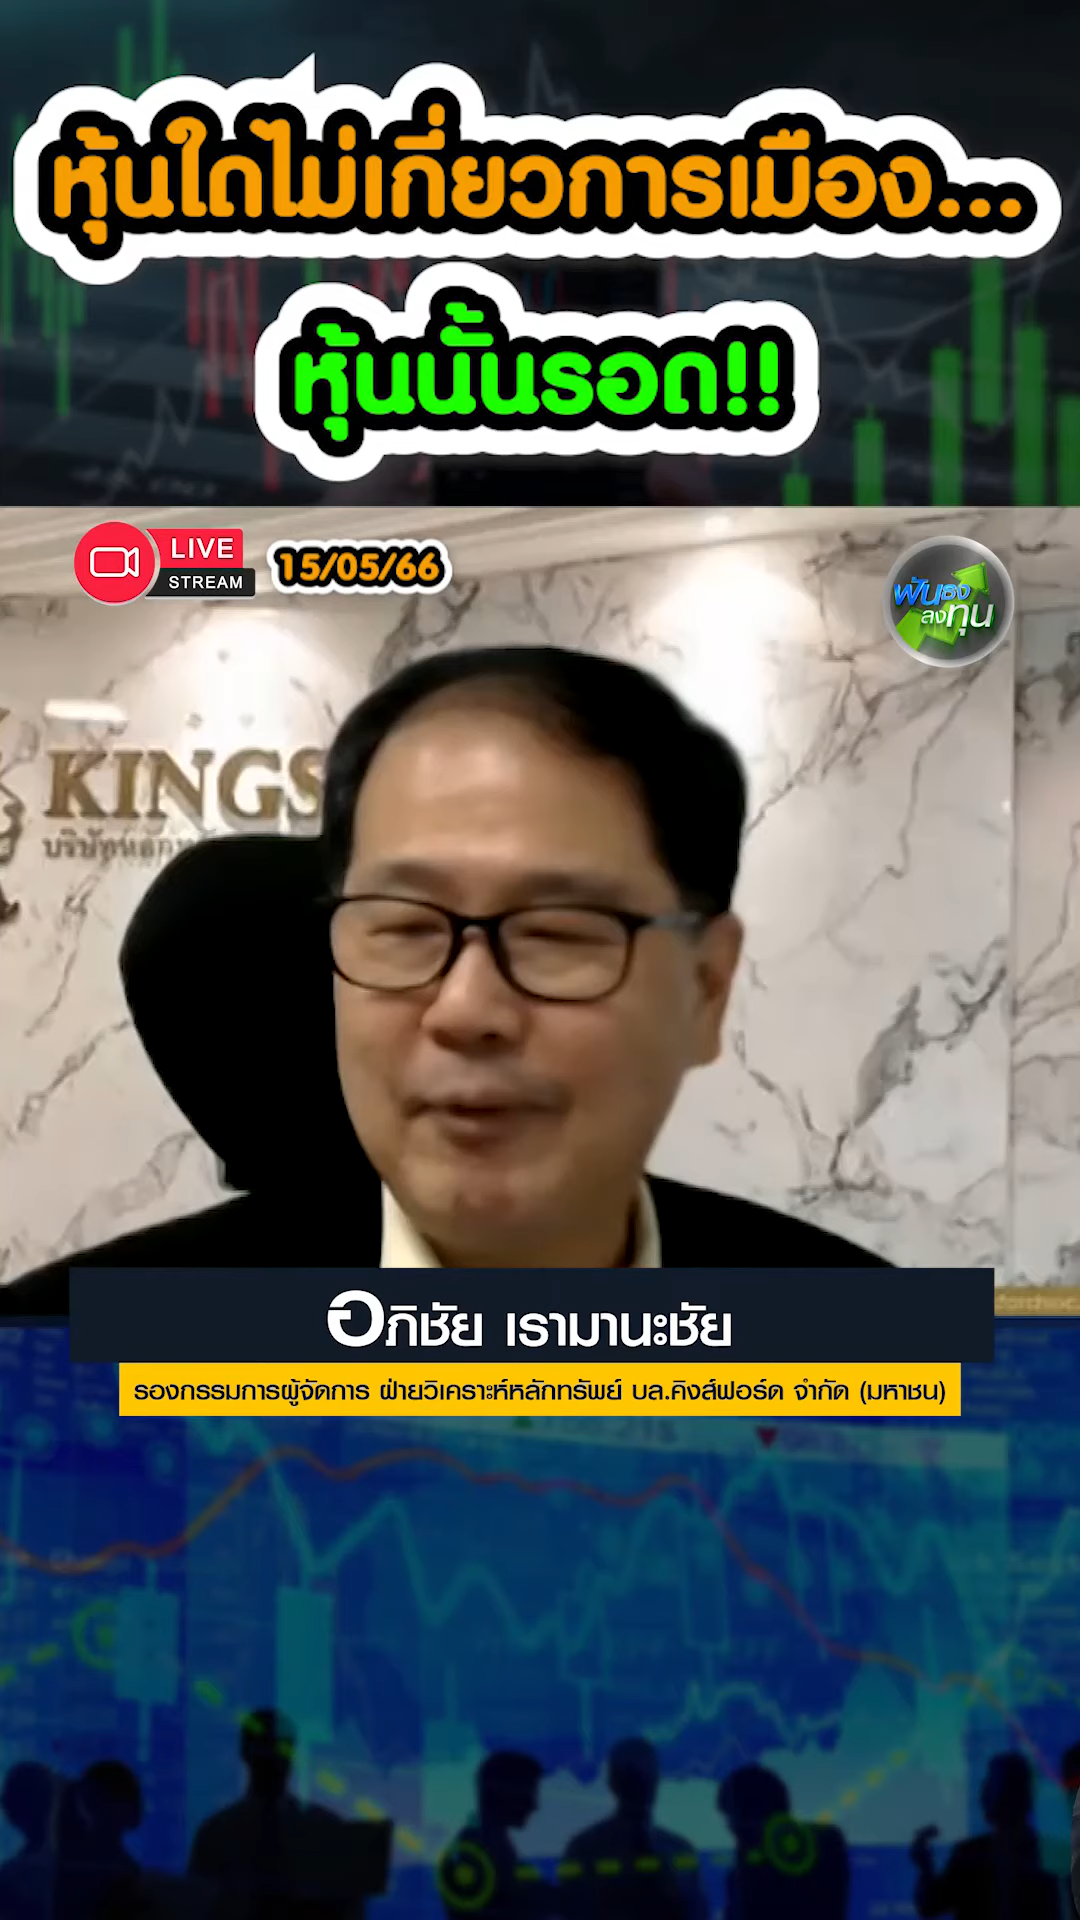 หุ้นใดไม่เกี่ยวการเมือง...
หุ้นนั้นรอด!!
LIVE
STREAM
15/05/66
ฟันธง
ลงทุน
KINGS
อภิชัย เรามานะชัย
รองกรรมการผู้จัดการ ฝ่ายวิเคราะห์หลักทรัพย์ บล.คิงส์ฟอร์ด จำกัด (มหาชน)